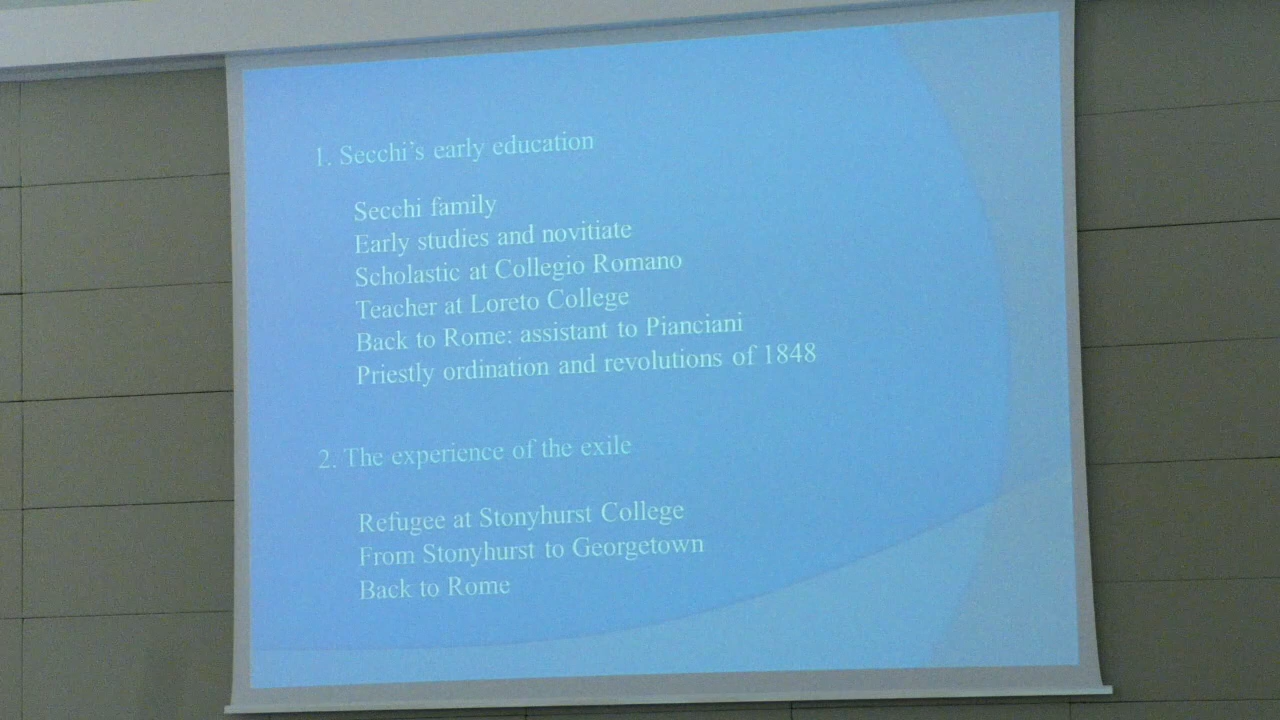 1. Secchi's early education
Secchi family
Early studies and novitiate
Scholastic at Collegio Romano
Teacher at Loreto College
Back to Rome: assistant to Pianciani
Priestly ordination and revolutions of 1848
2. The experience of the exile
Refugee at Stonyhurst College
From Stonyhurst to Georgetown
Back to Rome